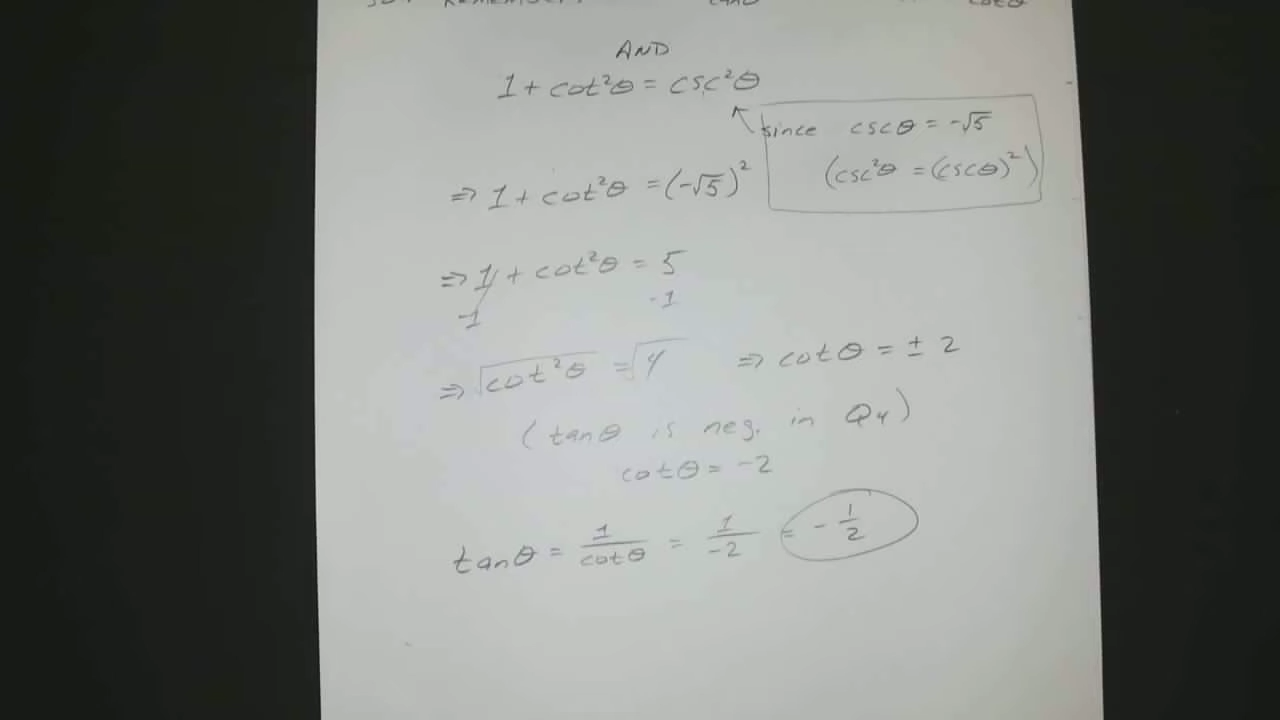 AND
1 + cot²θ = csc²θ
since cscθ = -√5
(csc²θ = (cscθ)²)
⇒ 1 + cot²θ = (-√5)²
⇒ 1 + cot²θ = 5
-1 -1
⇒ √cot²θ = √4 ⇒ cotθ = ± 2
(tanθ is neg. in Q4)
cotθ = -2
tanθ = 1/cotθ = 1/-2 = -1/2